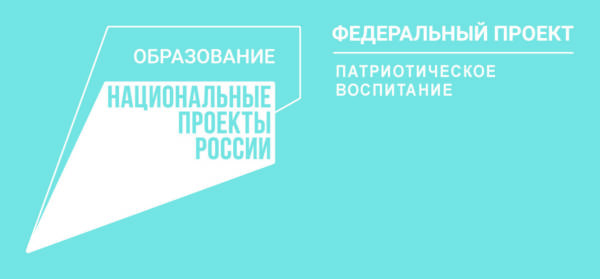 ОБРАЗОВАНИЕ
НАЦИОНАЛЬНЫЕ
ПРОЕКТЫ
РОССИИ
ФЕДЕРАЛЬНЫЙ ПРОЕКТ
ПАТРИОТИЧЕСКОЕ
ВОСПИТАНИЕ